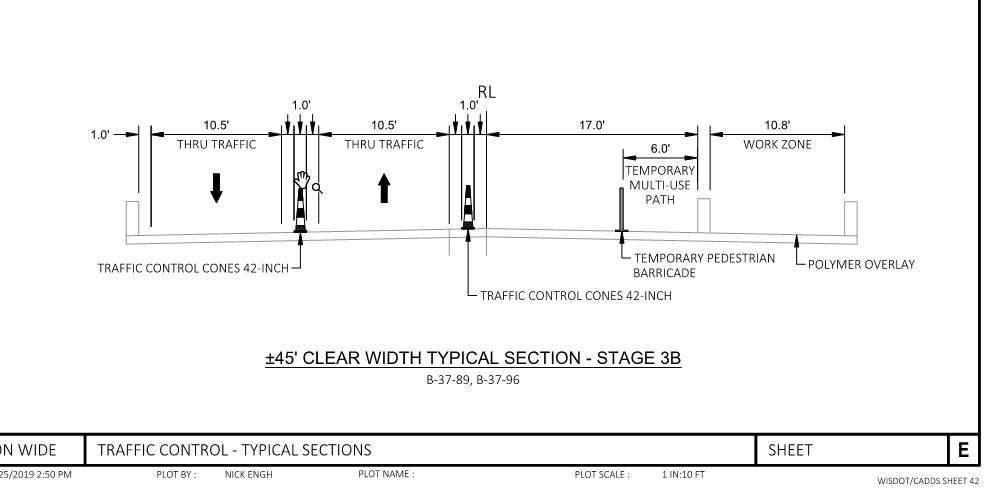 RL
1.0'
1.0'
1.0'
10.5'
10.5'
17.0'
10.8'
THRU TRAFFIC
THRU TRAFFIC
WORK ZONE
6.0'
TEMPORARY
MULTI-USE
PATH
TRAFFIC CONTROL CONES 42-INCH
TEMPORARY PEDESTRIAN
BARRICADE
POLYMER OVERLAY
TRAFFIC CONTROL CONES 42-INCH
±45' CLEAR WIDTH TYPICAL SECTION - STAGE 3B
B-37-89, B-37-96
ON WIDE
TRAFFIC CONTROL - TYPICAL SECTIONS
SHEET
E
25/2019 2:50 PM
PLOT BY : NICK ENGH
PLOT NAME :
PLOT SCALE : 1 IN:10 FT
WISDOT/CADDS SHEET 42